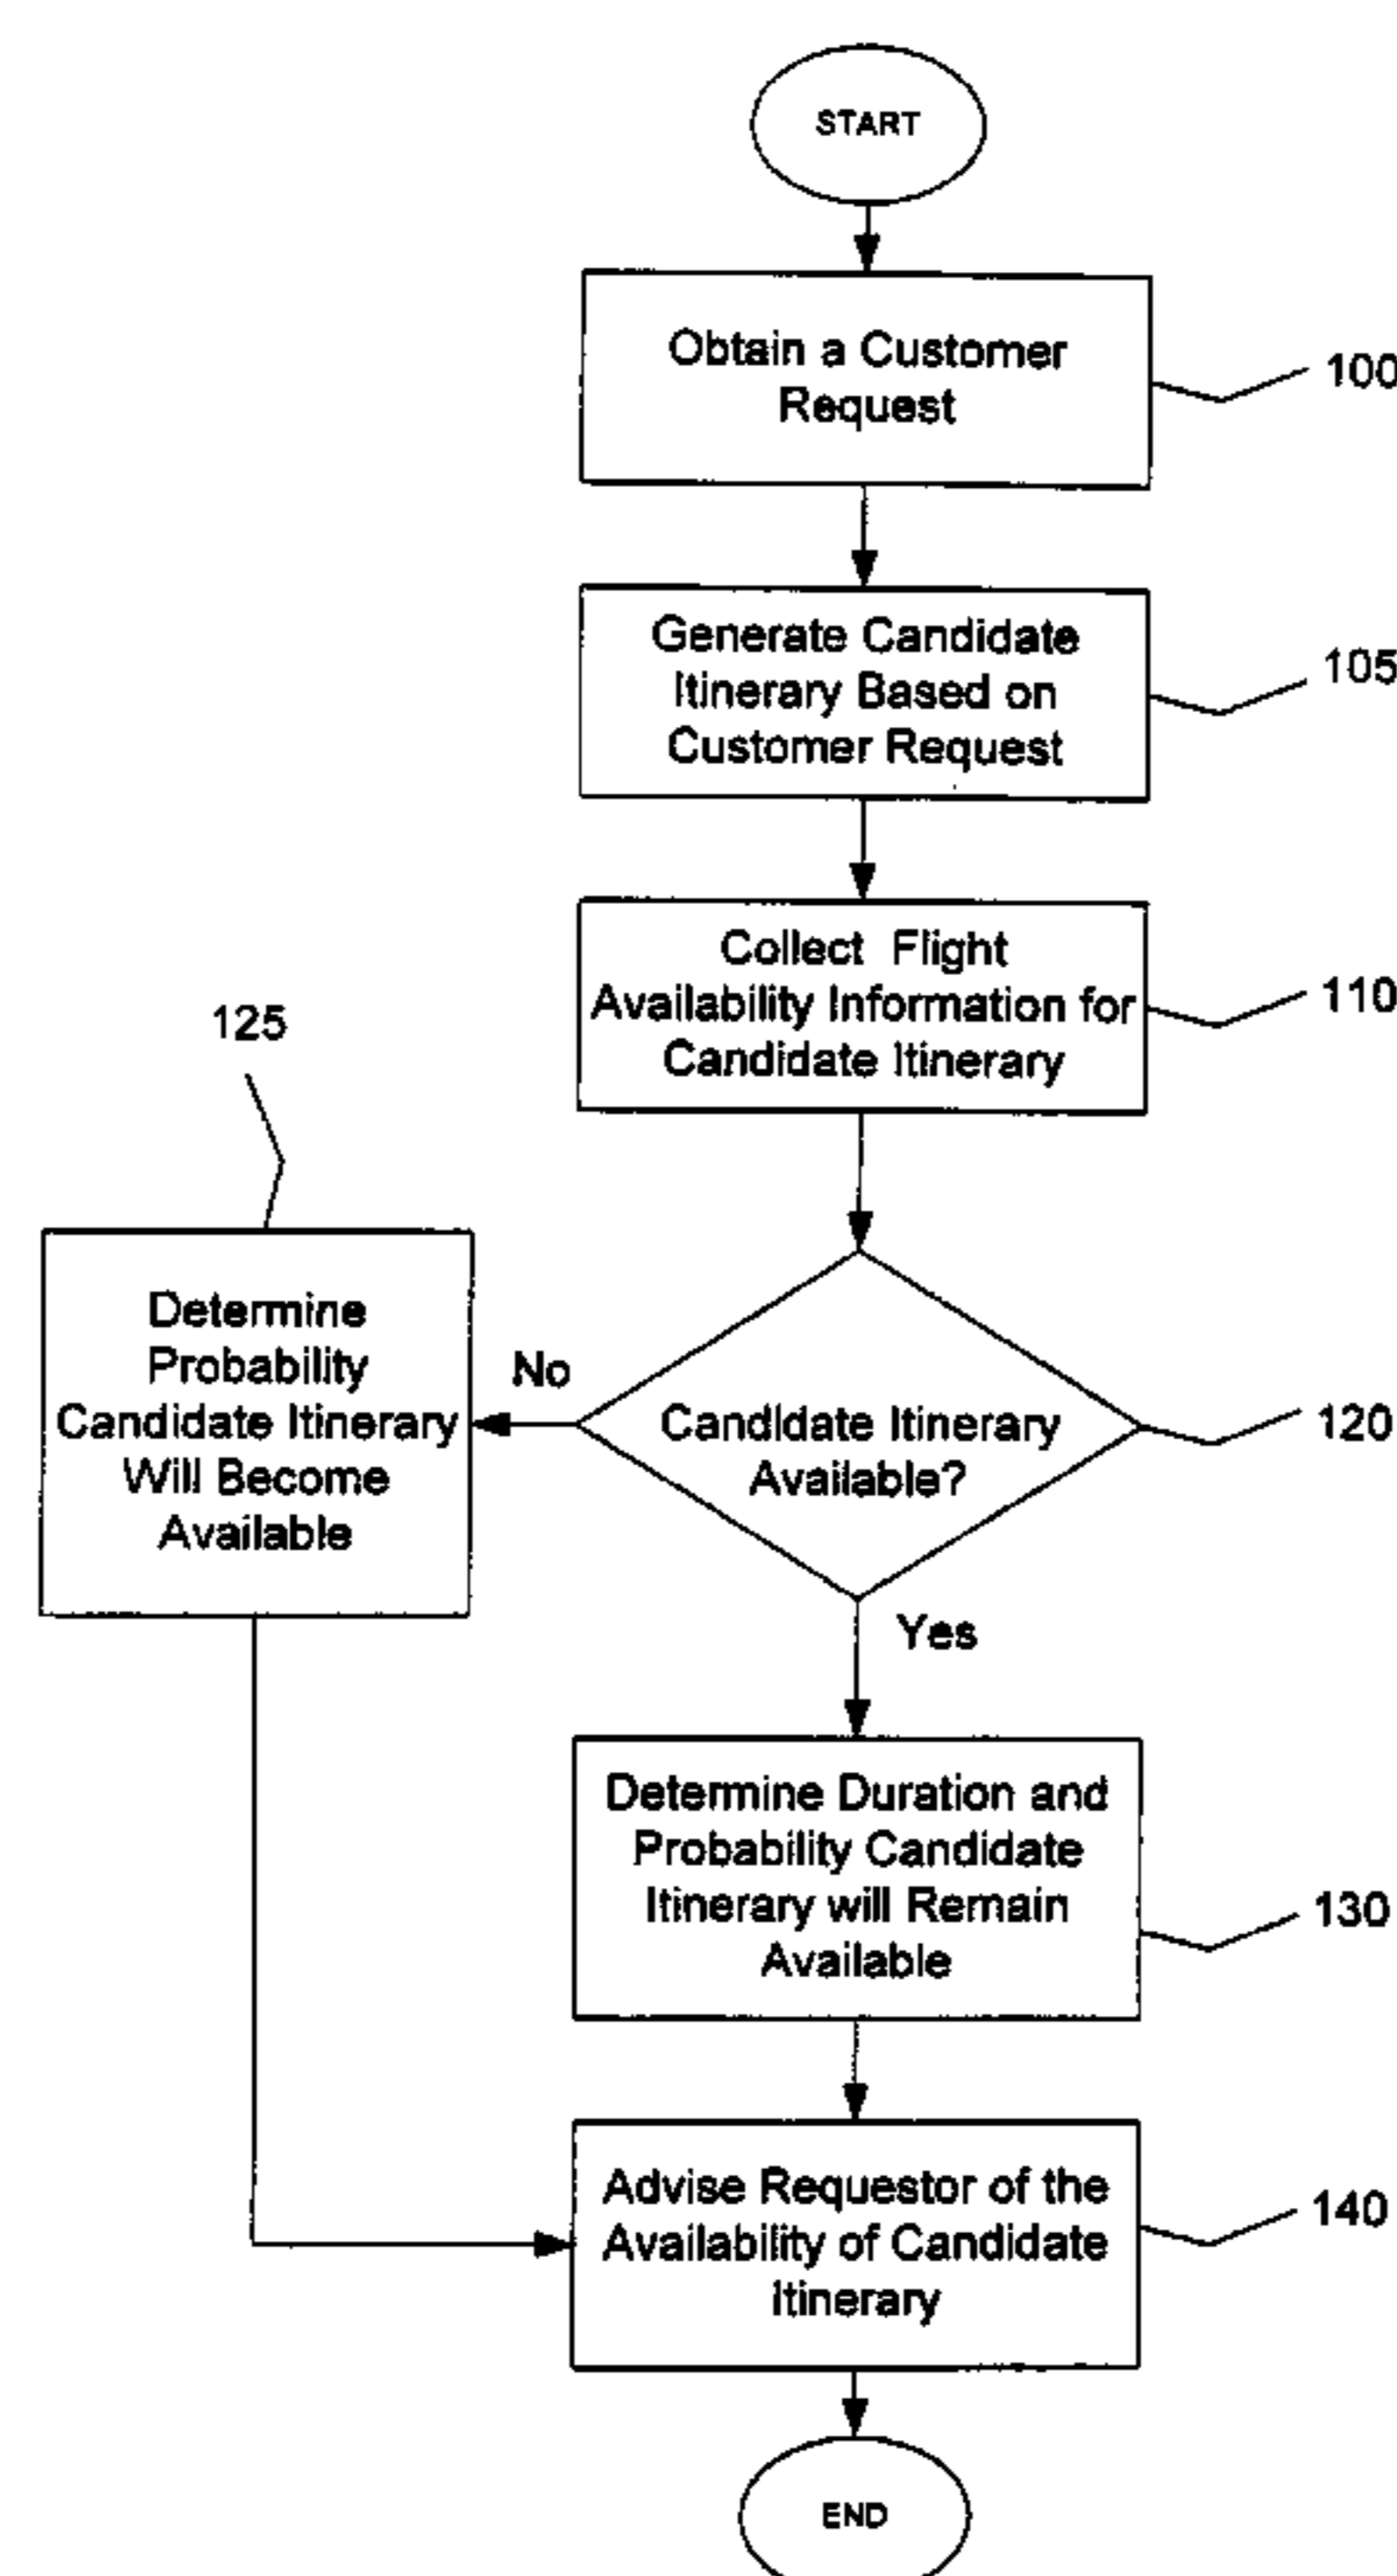 START
Obtain a Customer
Request
100
Generate Candidate
Itinerary Based on
Customer Request
105
Collect Flight
Availability Information for
Candidate Itinerary
110
125
Determine
Probability
Candidate Itinerary
Will Become
Available
No
Candidate Itinerary
Available?
120
Yes
Determine Duration and
Probability Candidate
Itinerary will Remain
Available
130
Advise Requestor of the
Availability of Candidate
Itinerary
140
END